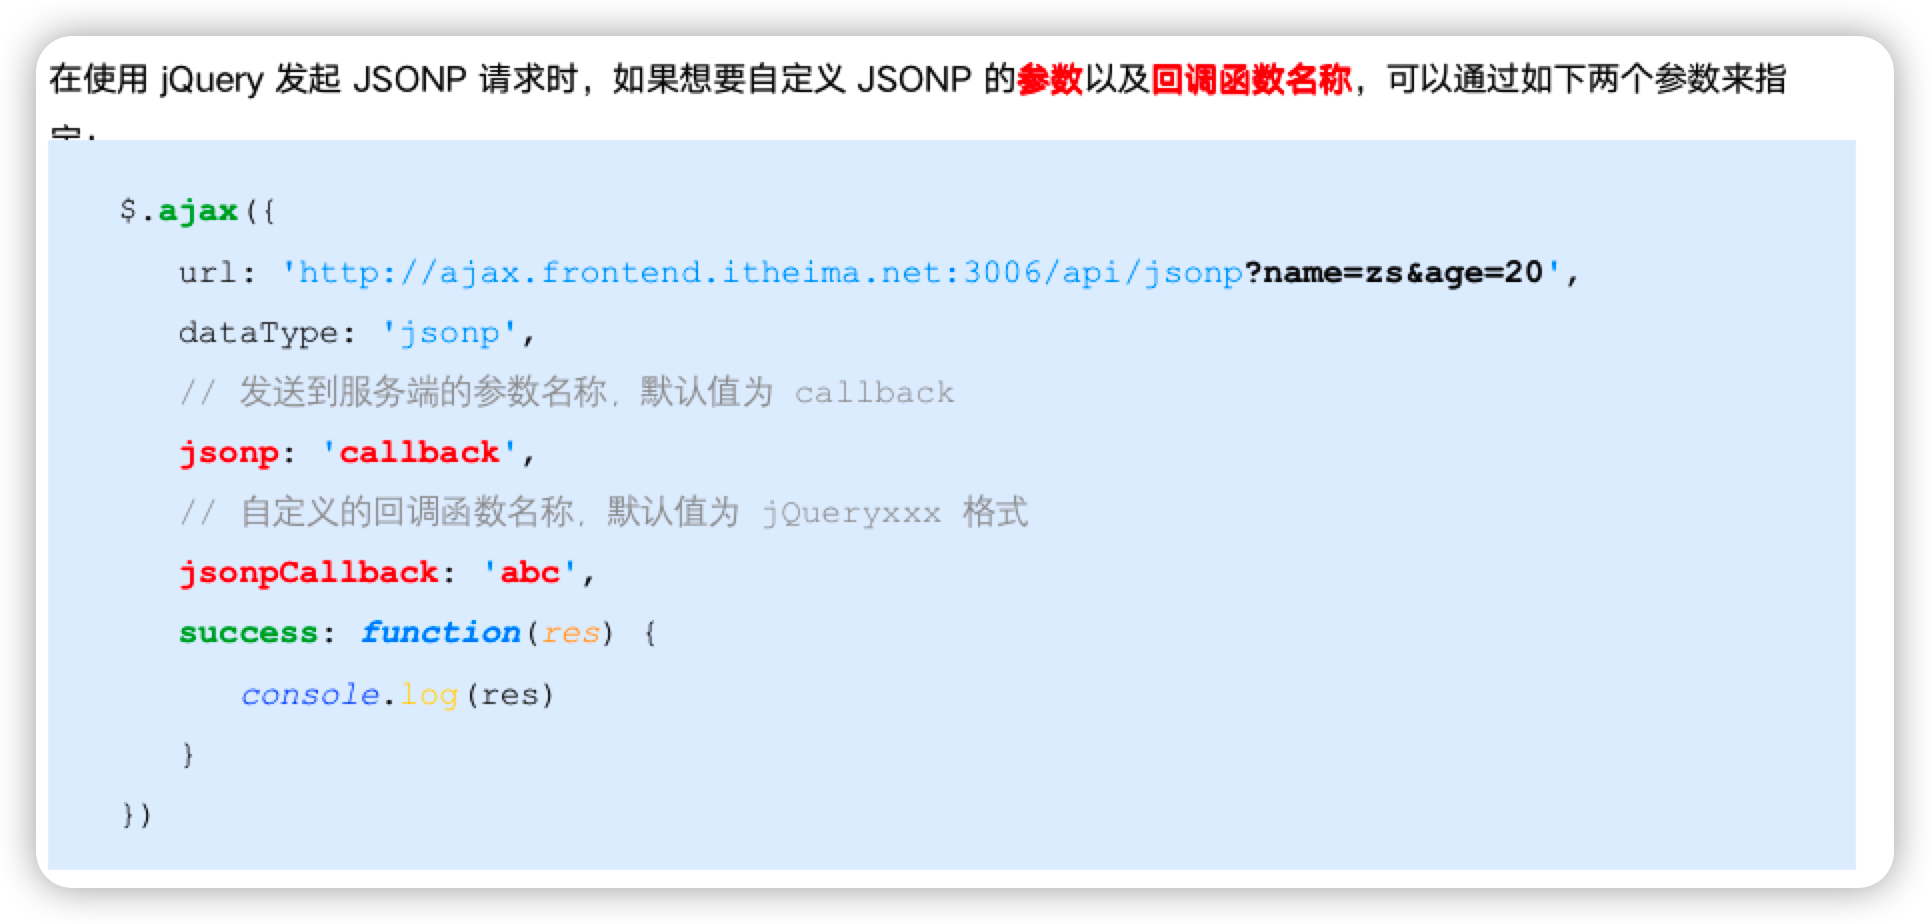 在使用 jQuery 发起 JSONP 请求时，如果想要自定义 JSONP 的参数以及回调函数名称，可以通过如下两个参数来指
定：
$.ajax({
url: 'http://ajax.frontend.itheima.net:3006/api/jsonp?name=zs&age=20',
dataType: 'jsonp',
// 发送到服务端的参数名称，默认值为 callback
jsonp: 'callback',
// 自定义的回调函数名称，默认值为 jQueryxxx 格式
jsonpCallback: 'abc',
success: function(res) {
console.log(res)
}
})